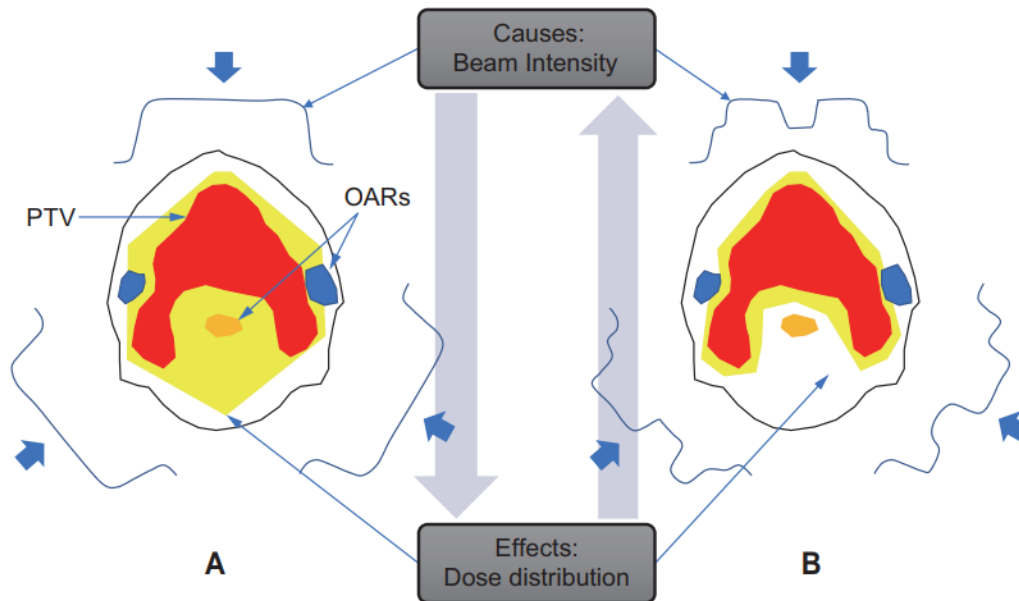 Causes:
Beam Intensity
PTV
OARs
Effects:
Dose distribution
A
B